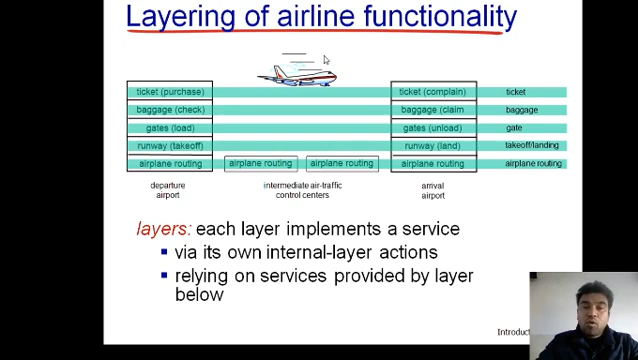 Layering of airline functionality
ticket (purchase) ticket (complain) ticket
baggage (check) baggage (claim baggage
gates (load) gates (unload) gate
runway (takeoff) runway (land) takeoff/landing
airplane routing airplane routing airplane routing airplane routing airplane routing
departure airport intermediate air-traffic control centers arrival airport
layers: each layer implements a service
▪ via its own internal-layer actions
▪ relying on services provided by layer
below
Introduct